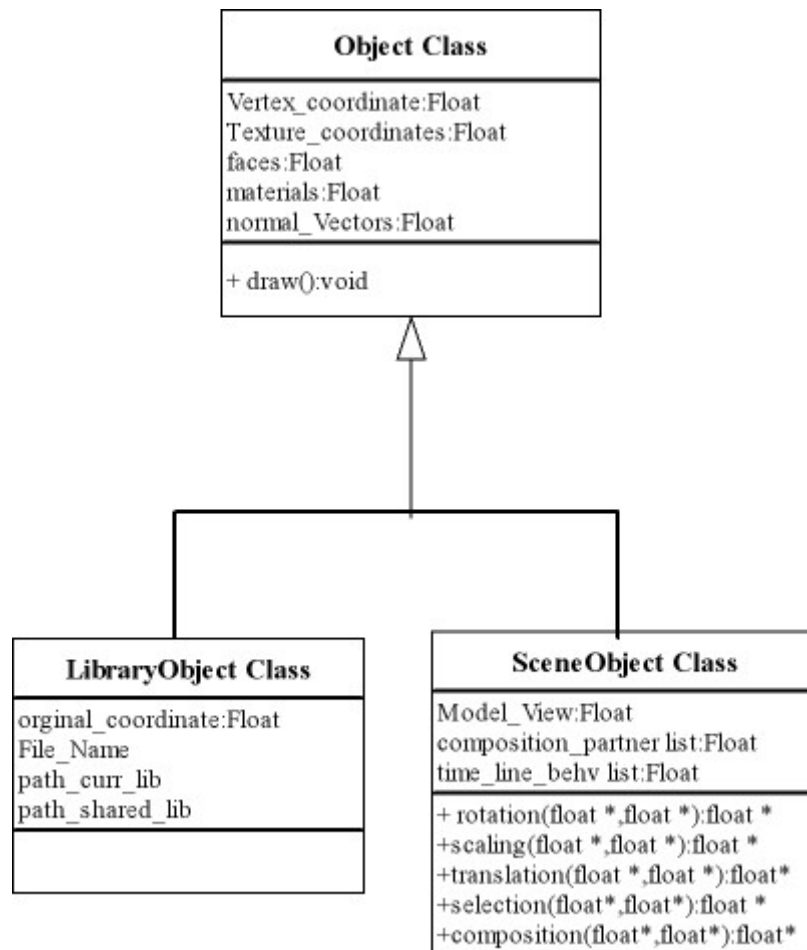 Object Class
Vertex_coordinate:Float
Texture_coordinates:Float
faces:Float
materials:Float
normal_Vectors:Float
+ draw():void
LibraryObject Class
orginal_coordinate:Float
File_Name
path_curr_lib
path_shared_lib
SceneObject Class
Model_View:Float
composition_partner list:Float
time_line_behv list:Float
+ rotation(float *,float *):float *
+scaling(float *,float *):float *
+translation(float *,float *):float*
+selection(float*,float*):float *
+composition(float*,float*):float*